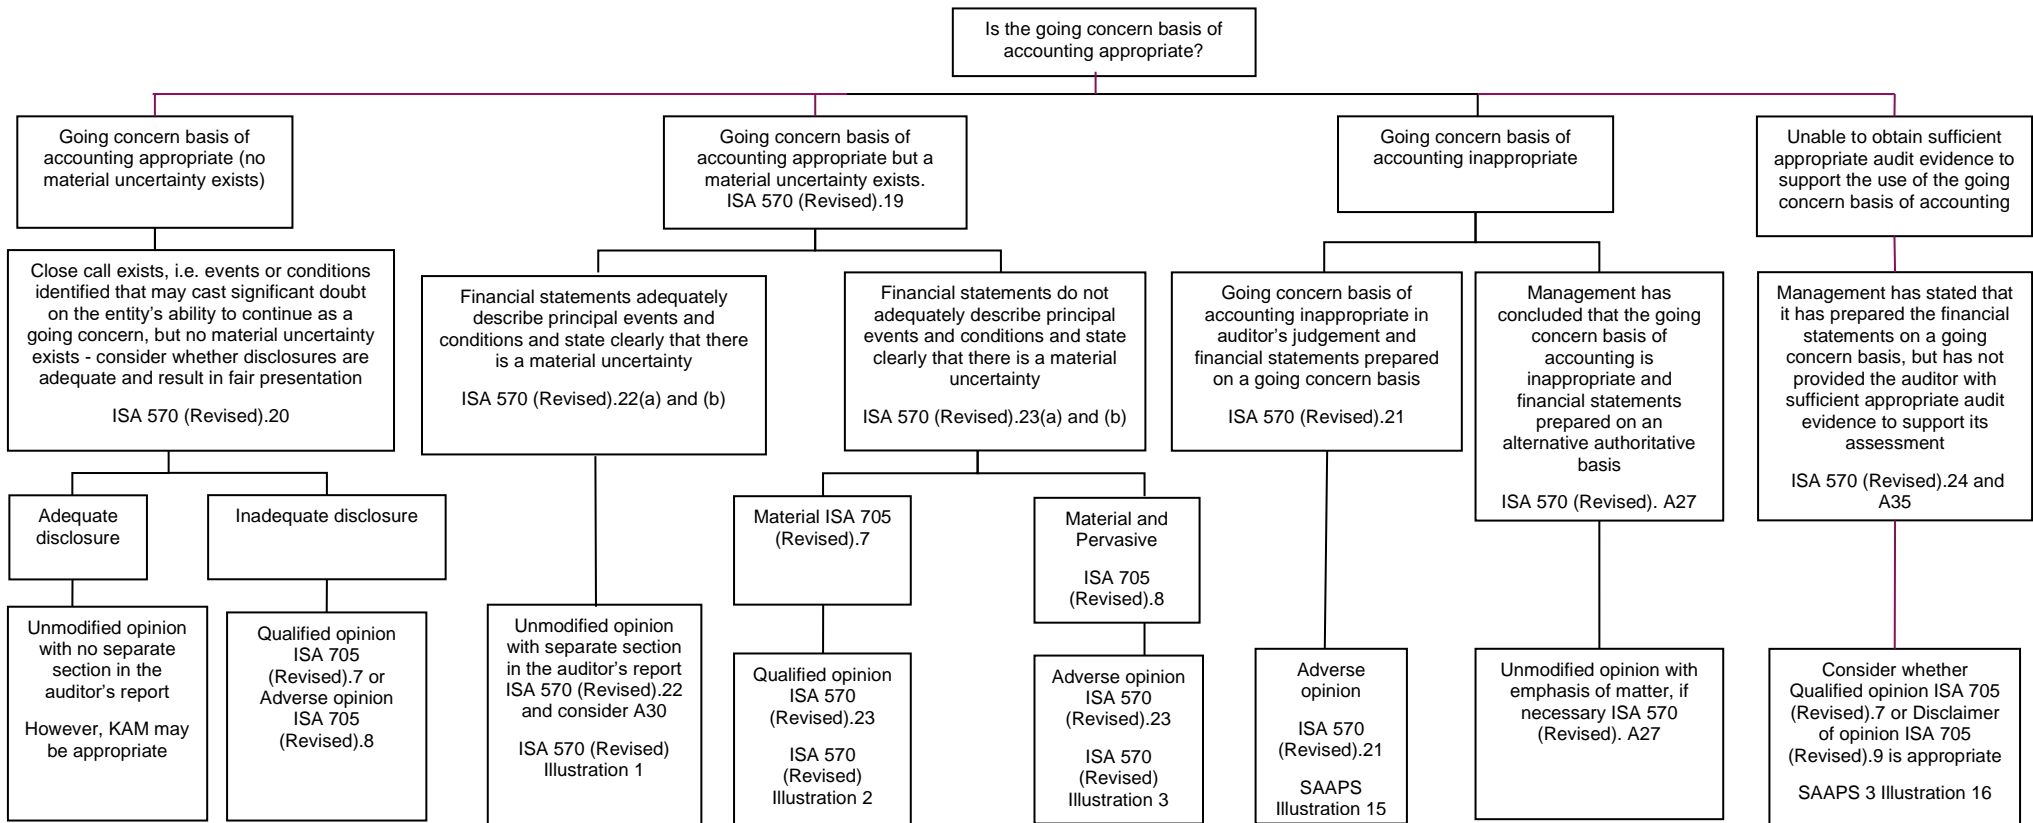 Is the going concern basis of
accounting appropriate?
Going concern basis of
accounting appropriate (no
material uncertainty exists)
Going concern basis of
accounting appropriate but a
material uncertainty exists.
ISA 570 (Revised).19
Going concern basis of
accounting inappropriate
Unable to obtain sufficient
appropriate audit evidence to
support the use of the going
concern basis of accounting
Close call exists, i.e. events or conditions
identified that may cast significant doubt
on the entity’s ability to continue as a
going concern, but no material uncertainty
exists - consider whether disclosures are
adequate and result in fair presentation
ISA 570 (Revised).20
Financial statements adequately
describe principal events and
conditions and state clearly that there
is a material uncertainty
ISA 570 (Revised).22(a) and (b)
Financial statements do not
adequately describe principal
events and conditions and state
clearly that there is a material
uncertainty
ISA 570 (Revised).23(a) and (b)
Going concern basis of
accounting inappropriate in
auditor’s judgement and
financial statements prepared
on a going concern basis
ISA 570 (Revised).21
Management has
concluded that the going
concern basis of
accounting is
inappropriate and
financial statements
prepared on an
alternative authoritative
basis
ISA 570 (Revised). A27
Management has stated that
it has prepared the financial
statements on a going
concern basis, but has not
provided the auditor with
sufficient appropriate audit
evidence to support its
assessment
ISA 570 (Revised).24 and
A35
Adequate
disclosure
Inadequate disclosure
Material ISA 705
(Revised).7
Material and
Pervasive
ISA 705
(Revised).8
Unmodified opinion
with no separate
section in the
auditor’s report
However, KAM may
be appropriate
Qualified opinion
ISA 705
(Revised).7 or
Adverse opinion
ISA 705
(Revised).8
Unmodified opinion
with separate section
in the auditor’s report
ISA 570 (Revised).22
and consider A30
ISA 570 (Revised)
Illustration 1
Qualified opinion
ISA 570
(Revised).23
ISA 570
(Revised)
Illustration 2
Adverse opinion
ISA 570
(Revised).23
ISA 570
(Revised)
Illustration 3
Adverse
opinion
ISA 570
(Revised).21
SAAPS
Illustration 15
Unmodified opinion with
emphasis of matter, if
necessary ISA 570
(Revised). A27
Consider whether
Qualified opinion ISA 705
(Revised).7 or Disclaimer
of opinion ISA 705
(Revised).9 is appropriate
SAAPS 3 Illustration 16